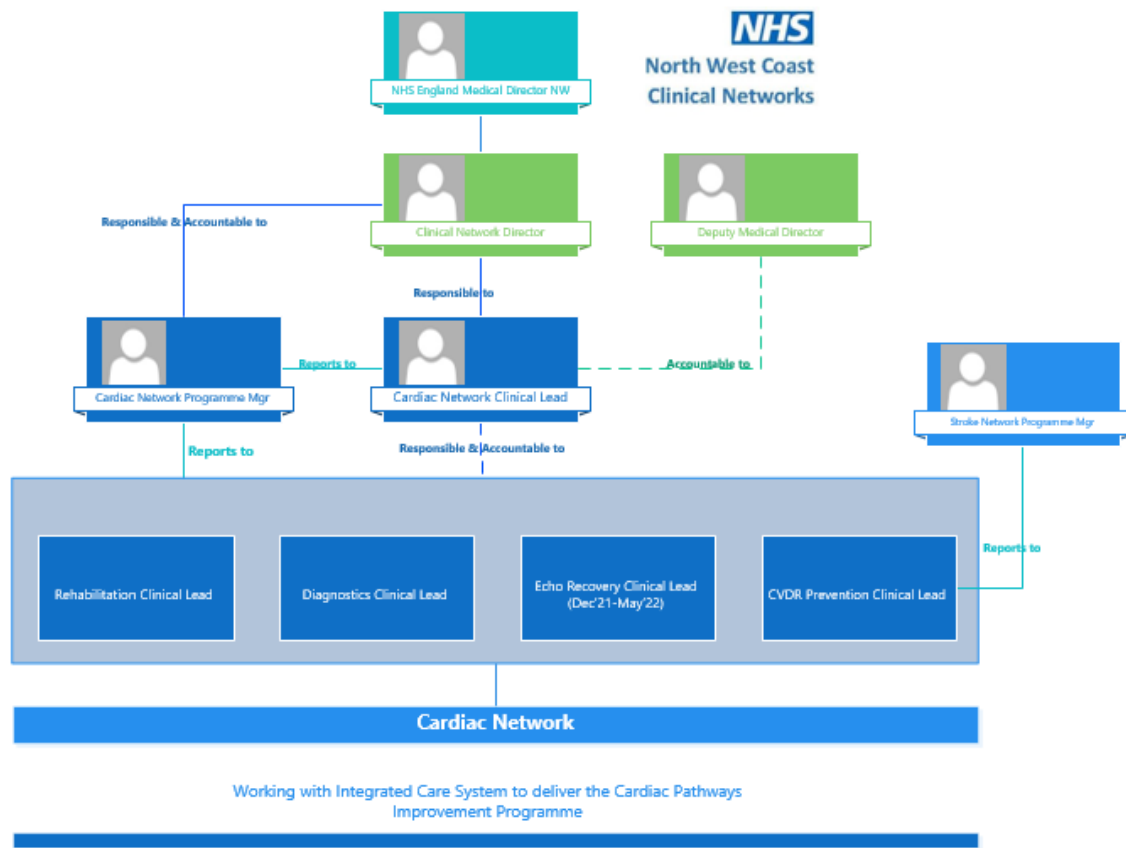 NHS
North West Coast
Clinical Networks
NHS England Medical Director NW
Clinical Network Director
Deputy Medical Director
Responsible & Accountable to
Responsible to
Reports to
Accountable to
Cardiac Network Programme Mgr
Cardiac Network Clinical Lead
Stroke Network Programme Mgr
Reports to
Responsible & Accountable to
Reports to
Rehabilitation Clinical Lead
Diagnostics Clinical Lead
Echo Recovery Clinical Lead
(Dec'21-May'22)
CVDR Prevention Clinical Lead
Cardiac Network
Working with Integrated Care System to deliver the Cardiac Pathways
Improvement Programme